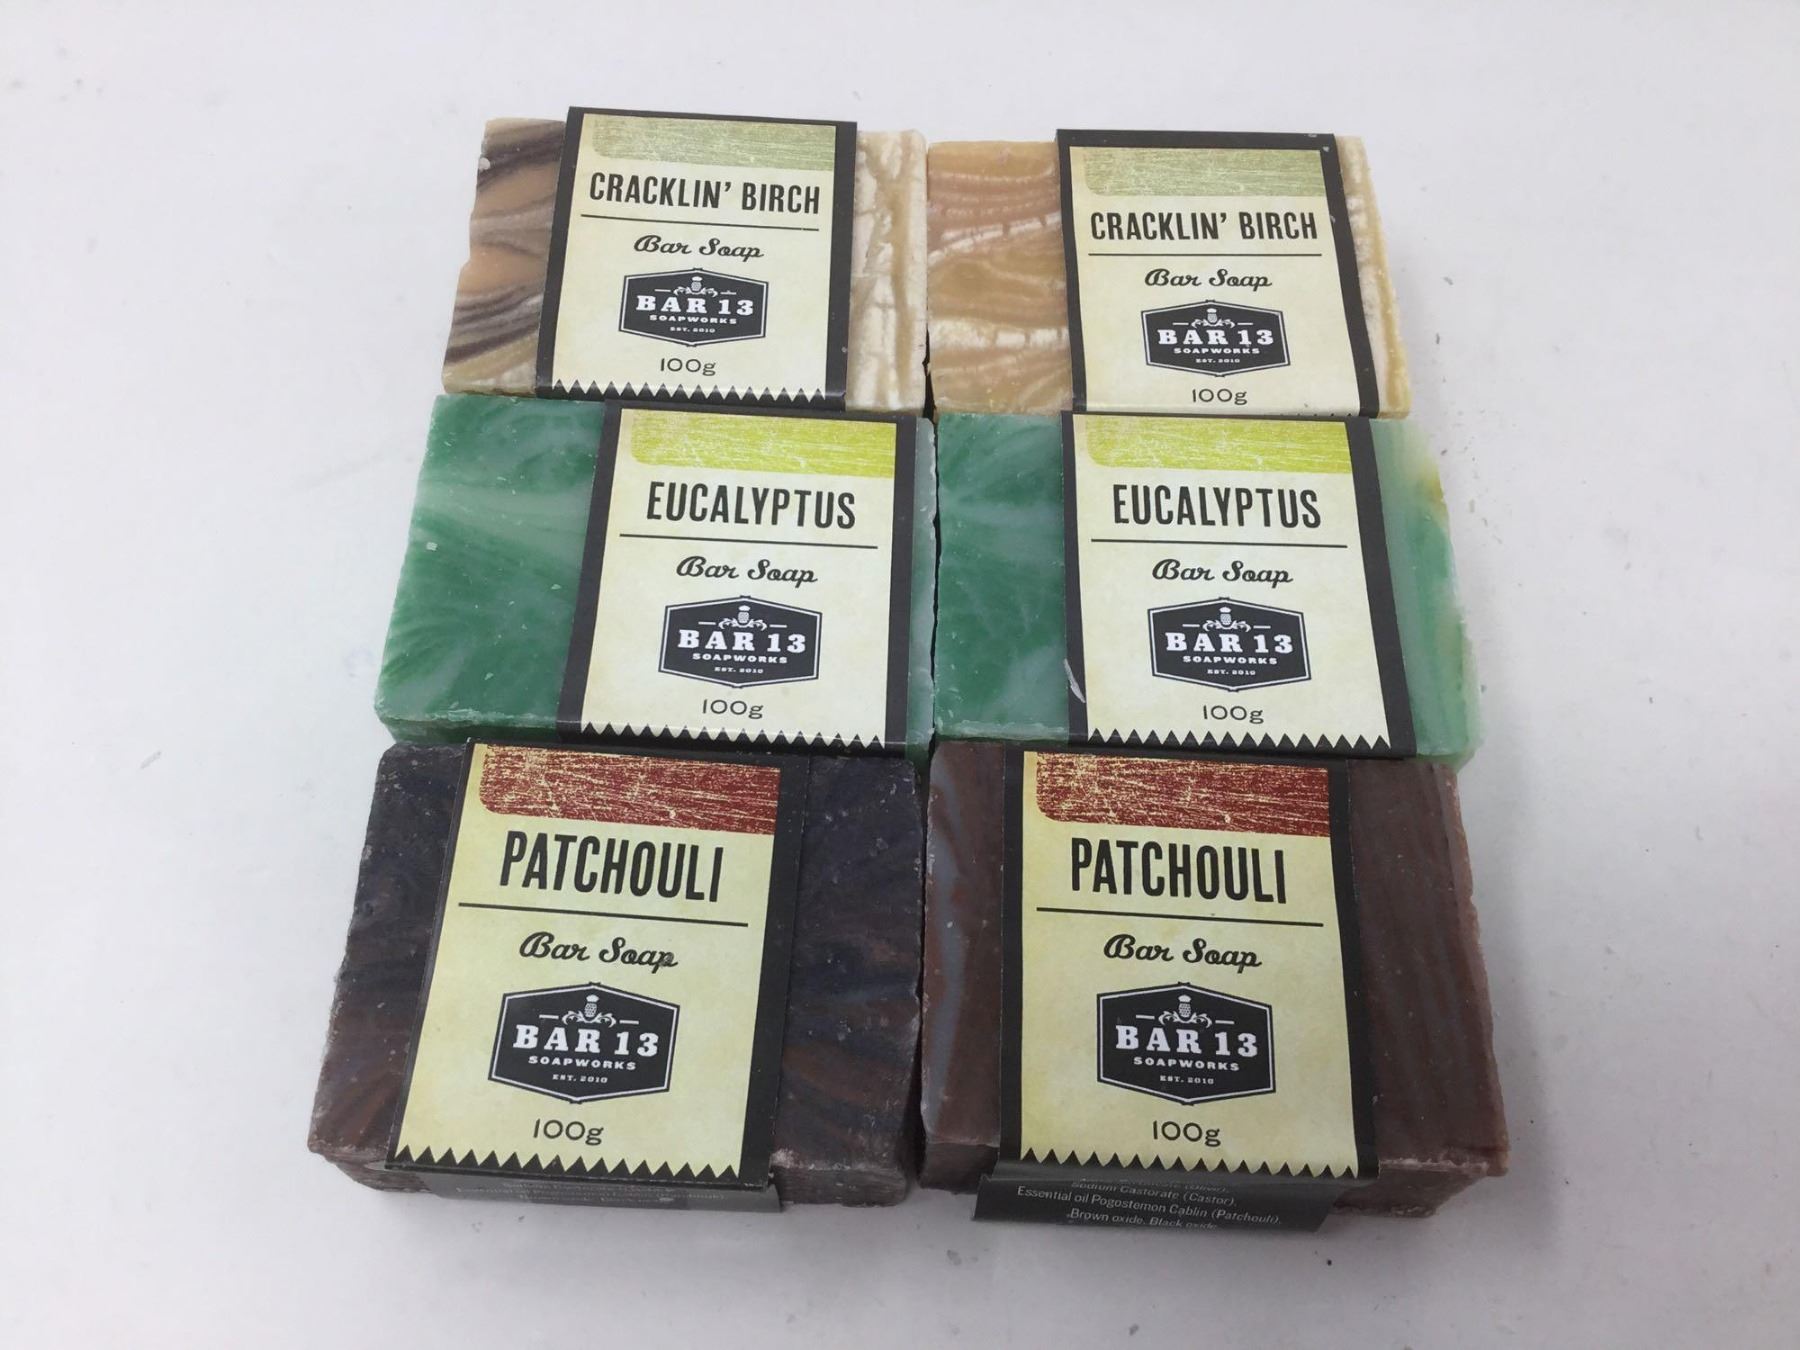 CRACKLIN' BIRCH
Bar Soap
BAR 13
SOAPWORKS
EST. 2010
100g
CRACKLIN' BIRCH
Bar Soap
BAR 13
SOAPWORKS
EST. 2010
100g
EUCALYPTUS
Bar Soap
BAR 13
SOAPWORKS
EST. 2010
100g
EUCALYPTUS
Bar Soap
BAR 13
SOAPWORKS
EST. 2010
100g
PATCHOULI
Bar Soap
BAR 13
SOAPWORKS
EST. 2010
100g
PATCHOULI
Bar Soap
BAR 13
SOAPWORKS
EST. 2010
100g
Sodium Castorate (Castor),
Essential oil Pogostemon Cablin (Patchouli),
Brown oxide, Black oxide